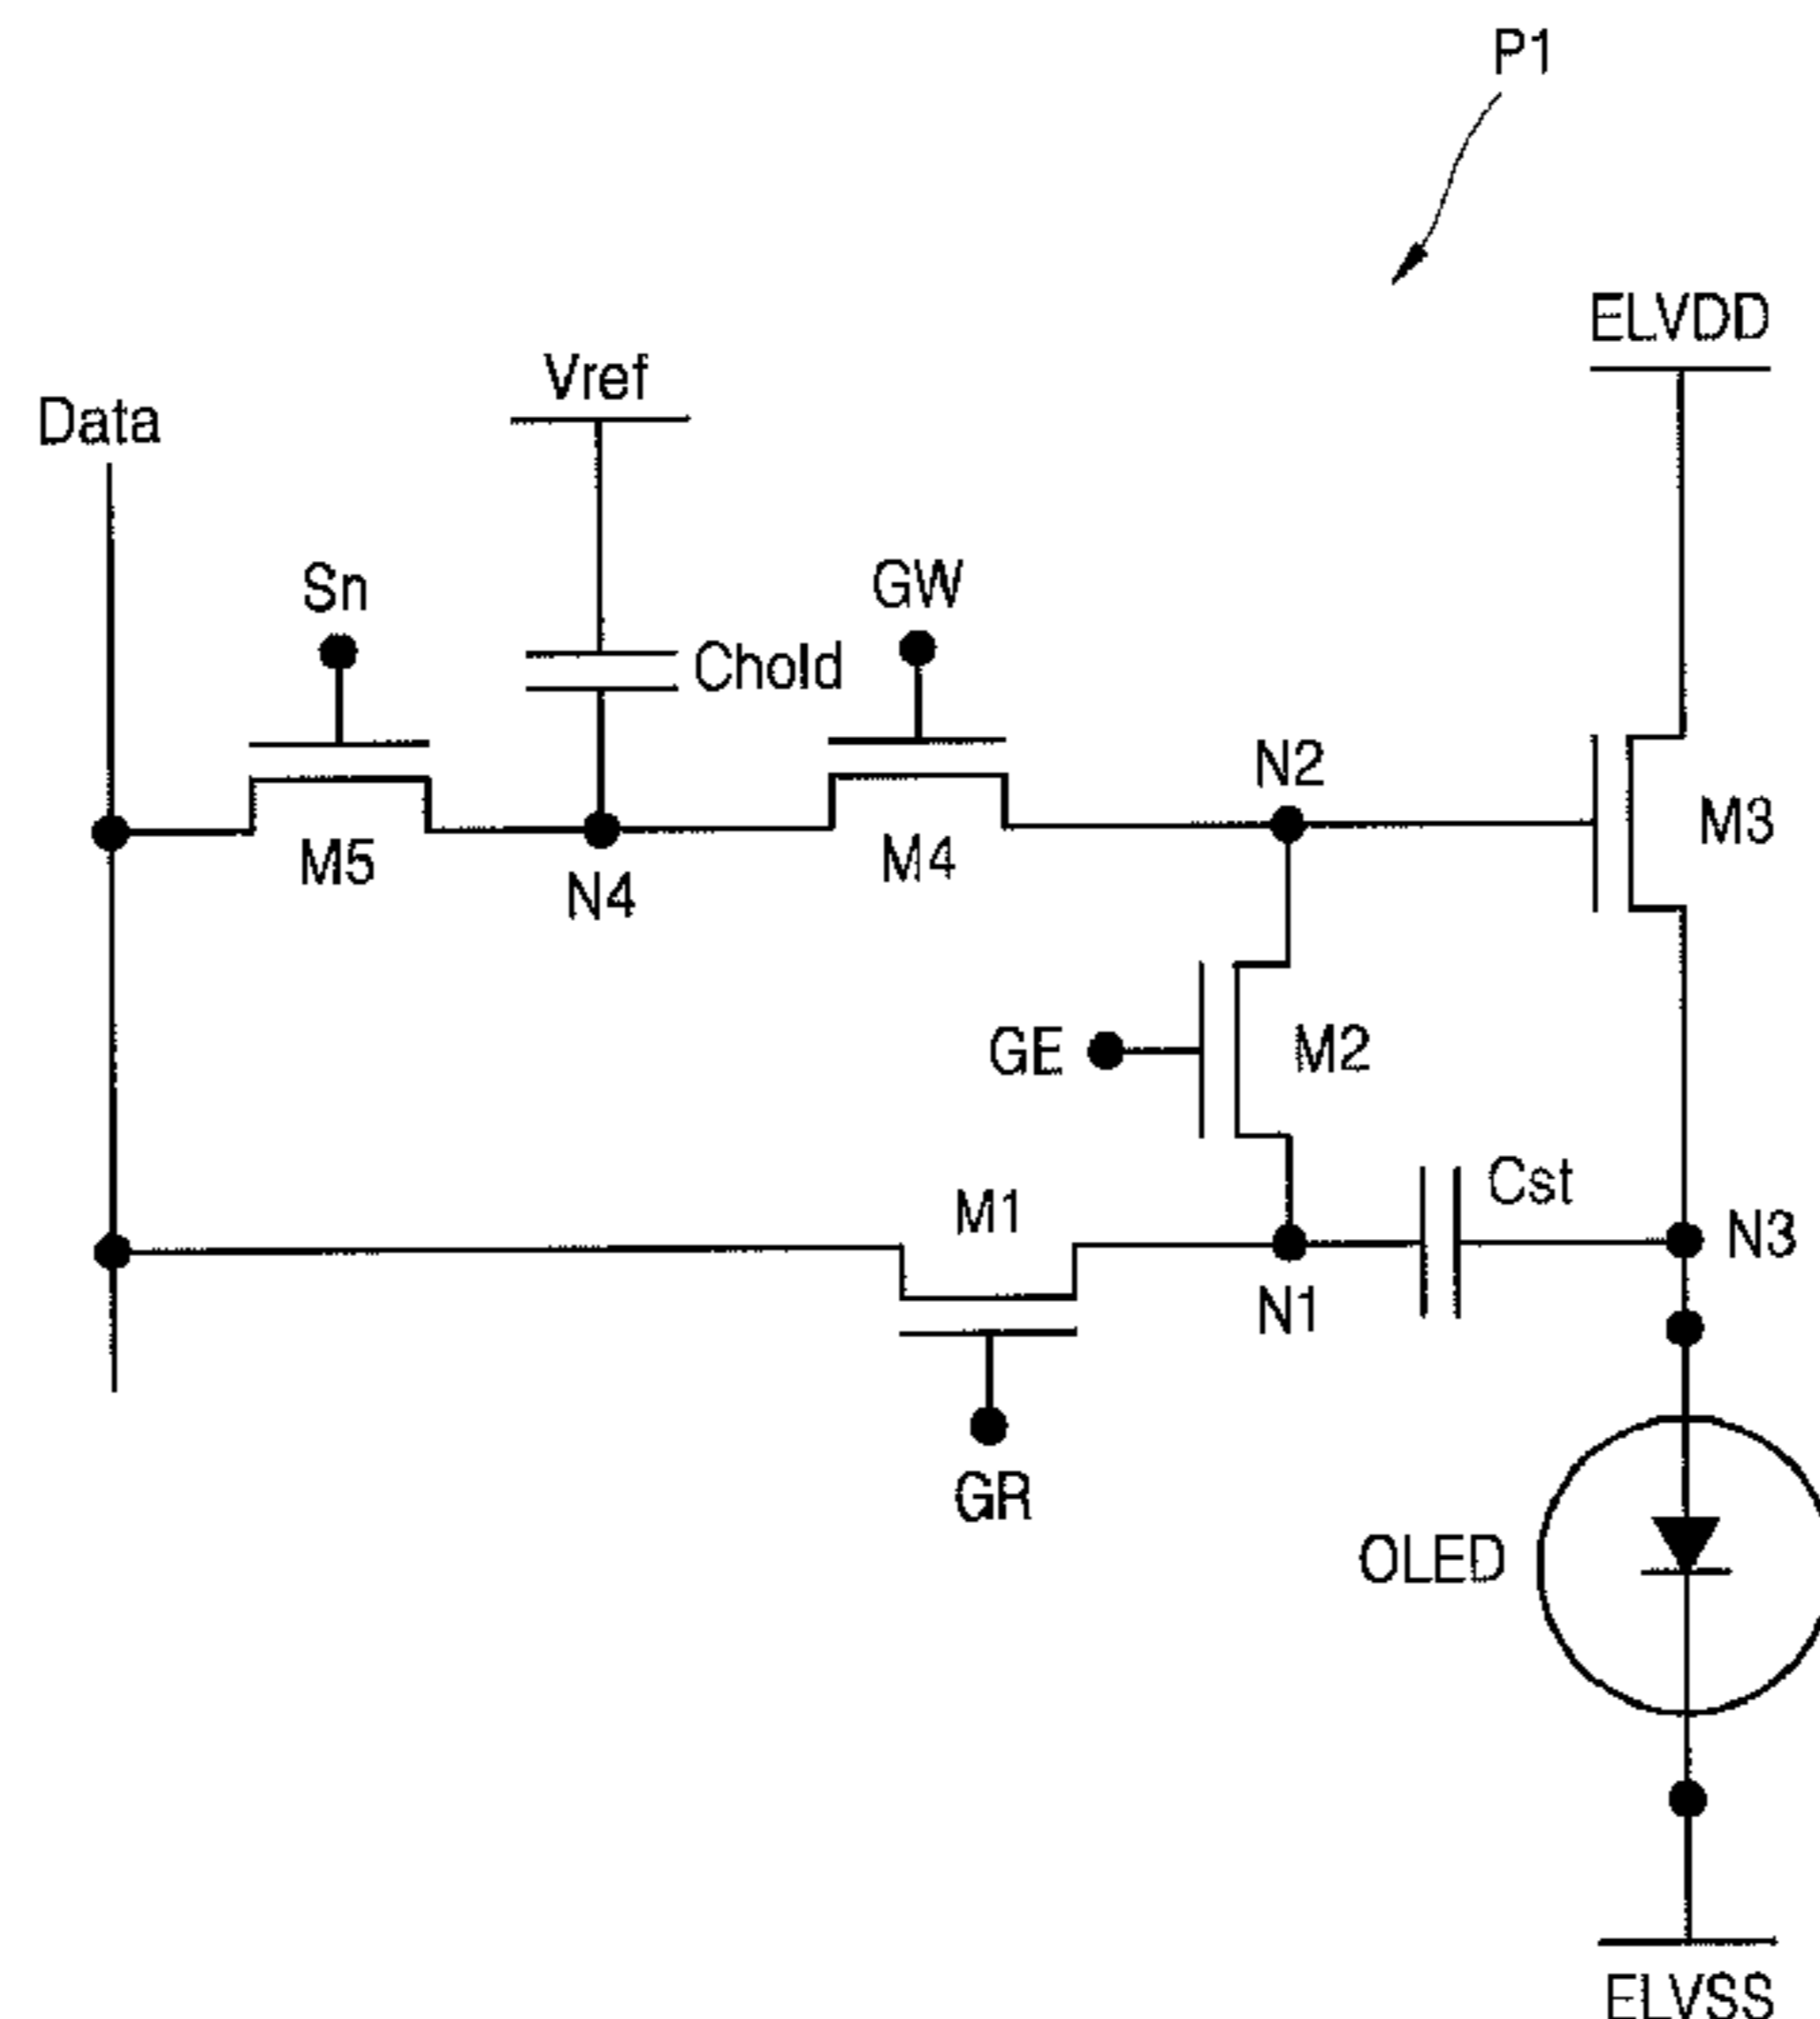 P1
ELVDD
Vref
Data
Sn
GW
Chold
N2
M3
M5
M4
N4
GE
M2
Cst
M1
N3
N1
GR
OLED
ELVSS